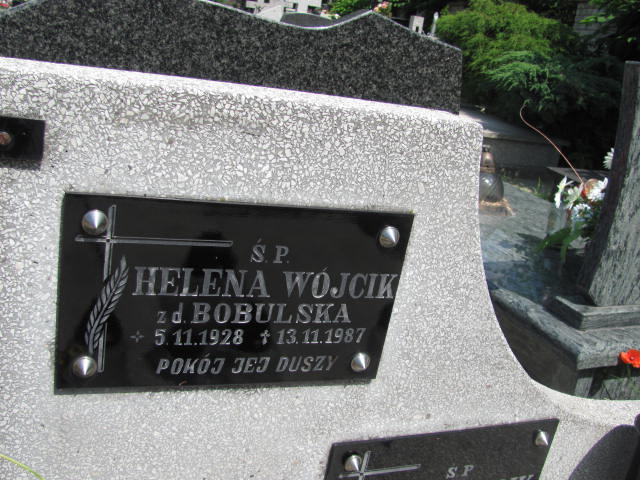 Ś.P.
HELENA WÓJCIK
z d. BOBULSKA
5.11.1928 † 13.11.1987
POKÓJ JEJ DUSZY
S.P